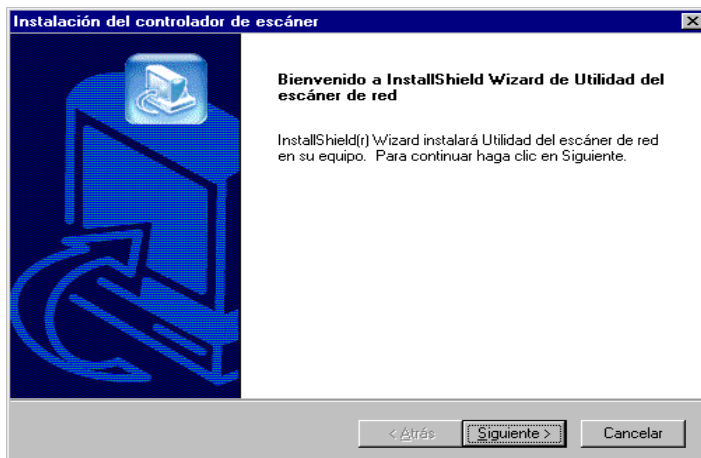 Instalación del controlador de escáner
Bienvenido a InstallShield Wizard de Utilidad del
escáner de red
InstallShield(r) Wizard instalará Utilidad del escáner de red
en su equipo. Para continuar haga clic en Siguiente.
< Atrás
Siguiente >
Cancelar